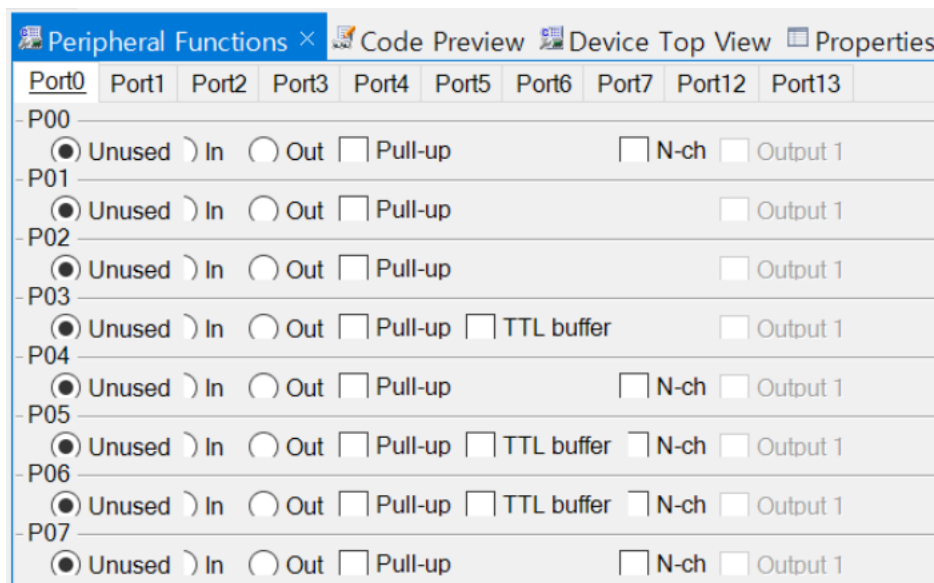 Peripheral Functions × Code Preview Device Top View Properties
Port0 Port1 Port2 Port3 Port4 Port5 Port6 Port7 Port12 Port13
P00
Unused In Out Pull-up N-ch Output 1
P01
Unused In Out Pull-up Output 1
P02
Unused In Out Pull-up Output 1
P03
Unused In Out Pull-up TTL buffer Output 1
P04
Unused In Out Pull-up N-ch Output 1
P05
Unused In Out Pull-up TTL buffer N-ch Output 1
P06
Unused In Out Pull-up TTL buffer N-ch Output 1
P07
Unused In Out Pull-up N-ch Output 1